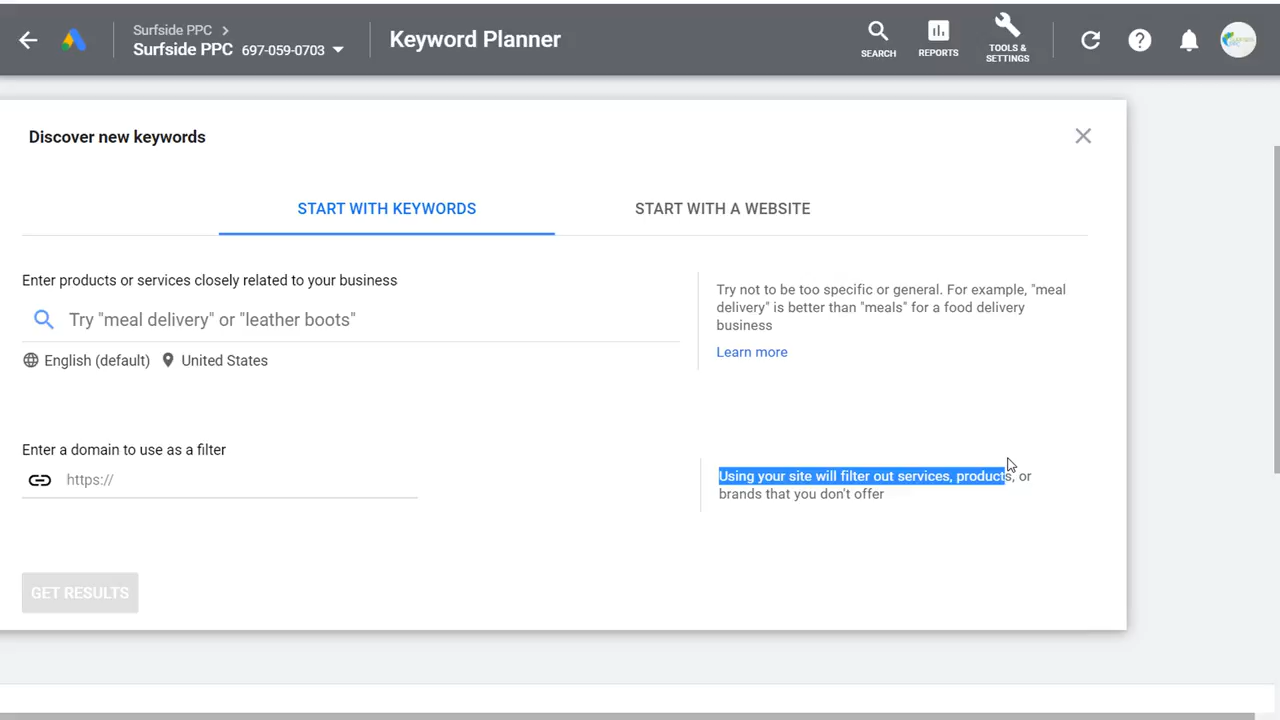 Surfside PPC
Surfside PPC 697-059-0703
Keyword Planner
SEARCH
REPORTS
TOOLS &
SETTINGS
Discover new keywords
START WITH KEYWORDS
START WITH A WEBSITE
Enter products or services closely related to your business
Try "meal delivery" or "leather boots"
English (default)
United States
Try not to be too specific or general. For example, "meal
delivery" is better than "meals" for a food delivery
business
Learn more
Enter a domain to use as a filter
https://
Using your site will filter out services, products, or
brands that you don't offer
GET RESULTS